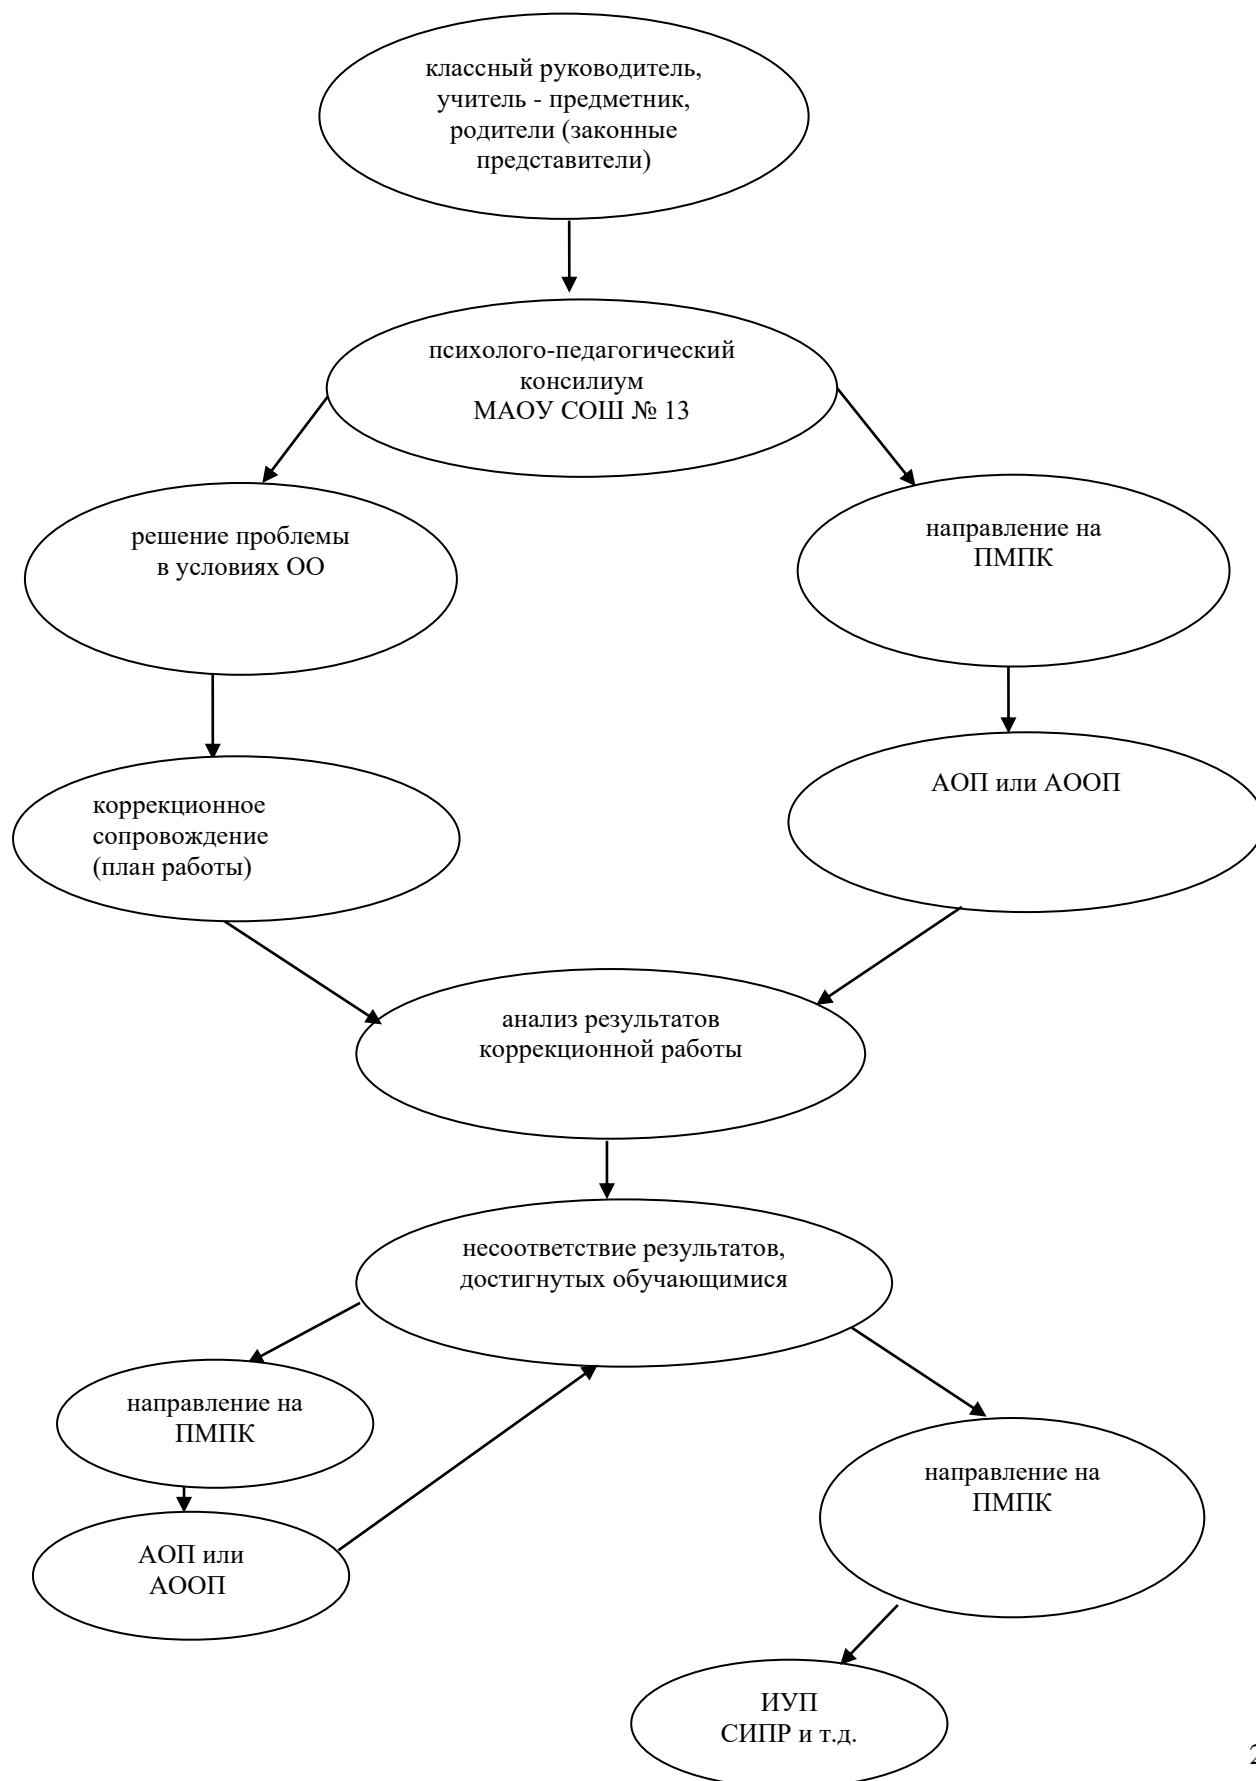 классный руководитель,
учитель - предметник,
родители (законные
представители)
психолого-педагогический
консилиум
МАОУ СОШ № 13
решение проблемы
в условиях ОО
направление на
ПМПК
коррекционное
сопровождение
(план работы)
АОП или АООП
анализ результатов
коррекционной работы
несоответствие результатов,
достигнутых обучающимися
направление на
ПМПК
направление на
ПМПК
АОП или
АООП
ИУП
СИПР и т.д.
2